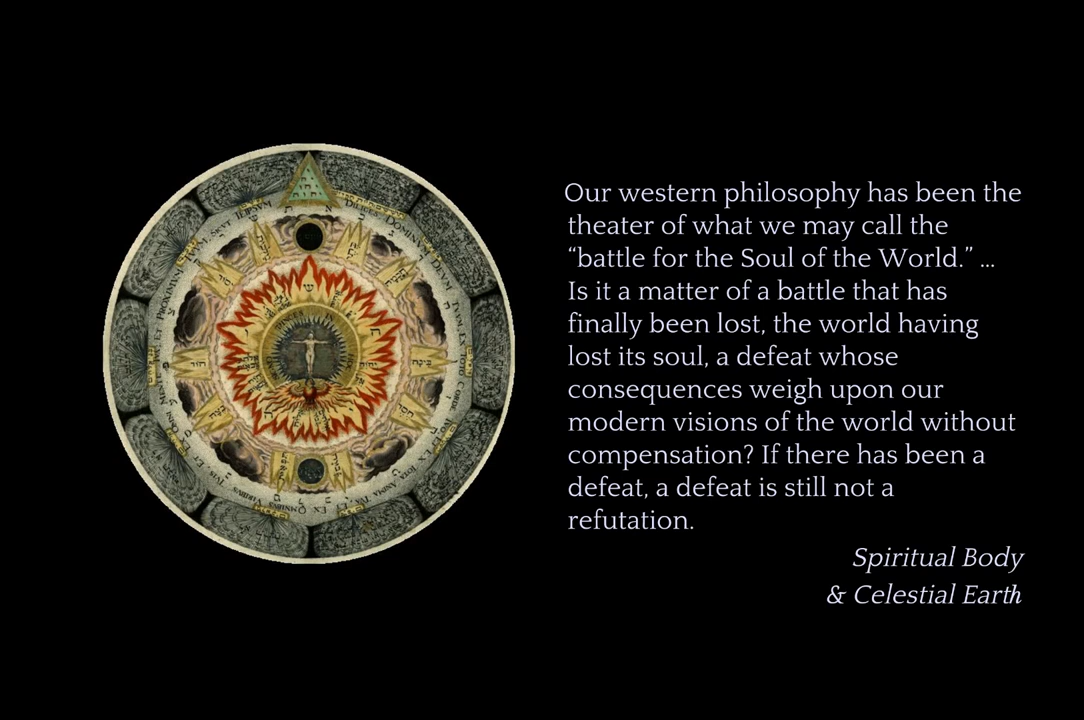 Our western philosophy has been the
theater of what we may call the
“battle for the Soul of the World.” ...
Is it a matter of a battle that has
finally been lost, the world having
lost its soul, a defeat whose
consequences weigh upon our
modern visions of the world without
compensation? If there has been a
defeat, a defeat is still not a
refutation.
Spiritual Body
& Celestial Earth